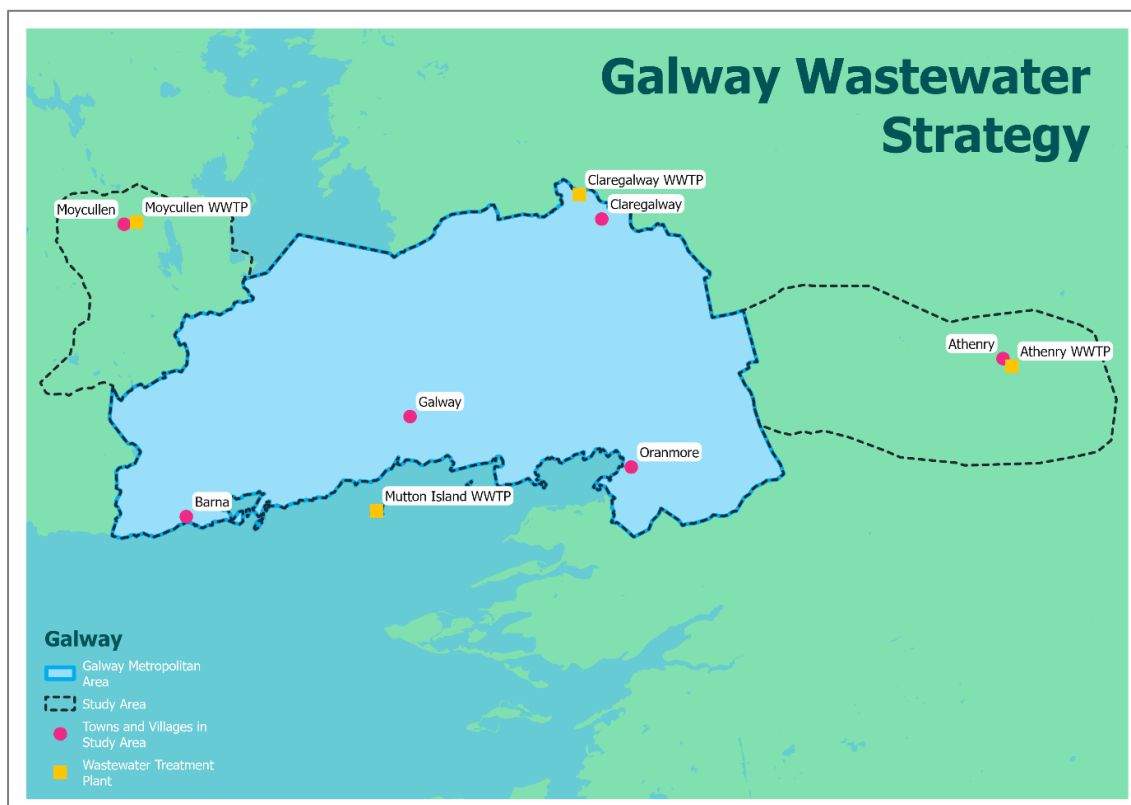 Galway Wastewater
Strategy
Claregalway WWTP
Claregalway
Moycullen
Moycullen WWTP
Athenry
Athenry WWTP
Galway
Oranmore
Mutton Island WWTP
Barna
Galway
Galway Metropolitan
Area
Study Area
Towns and Villages in
Study Area
Wastewater Treatment
Plant